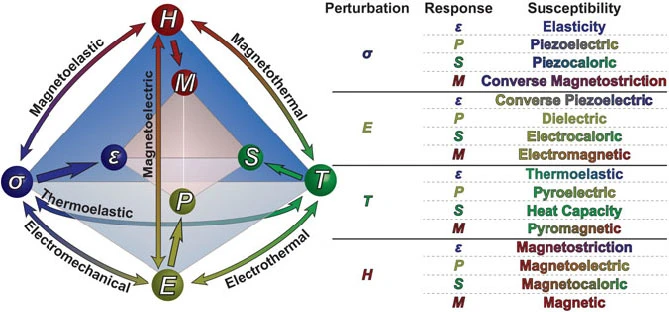 H
Magnetoelastic
Magnetothermal
M
Magnetoelectric
σ
ε
S
T
Thermoelastic
P
Electromechanical
Electrothermal
E
Perturbation Response Susceptibility
σ
ε Elasticity
P Piezoelectric
S Piezocaloric
M Converse Magnetostriction
E
ε Converse Piezoelectric
P Dielectric
S Electrocaloric
M Electromagnetic
T
ε Thermoelastic
P Pyroelectric
S Heat Capacity
M Pyromagnetic
H
ε Magnetostriction
P Magnetoelectric
S Magnetocaloric
M Magnetic